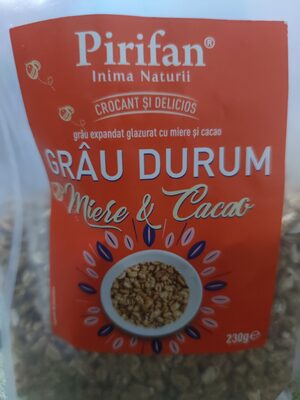 Pirifan®
Inima Naturii
CROCANT ȘI DELICIOS
grâu expandat glazurat cu miere și cacao
GRÂU DURUM
Miere & Cacao
230g℮